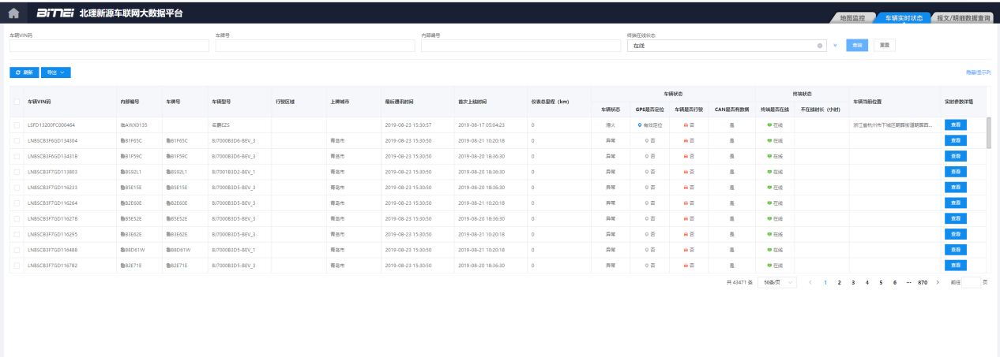 BITNEI 北理新源车联网大数据平台
地图监控 车辆实时状态 报文/明细数据查询
车辆VIN码 车牌号 内部编号 终端在线状态
在线 查询 重置
刷新 导出 隐藏/显示列
车辆状态 终端状态
车辆VIN码 内部编号 车牌号 车辆型号 行驶区域 上牌城市 最后通讯时间 首次上线时间 仪表总里程（km） 车辆当前位置 实时参数详情
车辆状态 GPS是否定位 车辆是否行驶 CAN是否有数据 终端是否在线 不在线时长（小时）
LSFD13200FC000464 临AWX0135 名爵EZS 2019-08-23 15:30:57 2019-08-17 05:04:23 0 熄火 有效定位 否 是 在线 浙江省杭州市下城区朝晖街道朝晖西... 查看
LNBSCB3F6GD134304 鲁B1F65C 鲁B1F65C BJ7000B3D6-BEV_3 青岛市 2019-08-23 15:30:50 2019-08-21 10:20:18 0 异常 否 否 是 在线 查看
LNBSCB3F6GD134318 鲁B1F59C 鲁B1F59C BJ7000B3D6-BEV_3 青岛市 2019-08-23 15:30:50 2019-08-20 18:36:30 0 异常 否 否 是 在线 查看
LNBSCB3F7GD113803 鲁BS92L1 鲁BS92L1 BJ7001B3D2-BEV_1 青岛市 2019-08-23 15:30:50 2019-08-20 18:36:30 0 异常 否 否 是 在线 查看
LNBSCB3F7GD116233 鲁B5E15E 鲁B5E15E BJ7000B3D5-BEV_3 青岛市 2019-08-23 15:30:50 2019-08-20 18:36:30 0 异常 否 否 是 在线 查看
LNBSCB3F7GD116264 鲁B2E60E 鲁B2E60E BJ7000B3D5-BEV_3 青岛市 2019-08-23 15:30:50 2019-08-21 10:20:18 0 异常 否 否 是 在线 查看
LNBSCB3F7GD116278 鲁B5E52E 鲁B5E52E BJ7000B3D5-BEV_3 青岛市 2019-08-23 15:30:50 2019-08-20 18:36:30 0 异常 否 否 是 在线 查看
LNBSCB3F7GD116295 鲁B3E62E 鲁B3E62E BJ7000B3D5-BEV_3 青岛市 2019-08-23 15:30:50 2019-08-21 10:20:18 0 异常 否 否 是 在线 查看
LNBSCB3F7GD116488 鲁B8D61W 鲁B8D61W BJ7000B3D5-BEV_1 青岛市 2019-08-23 15:30:50 2019-08-21 10:20:18 0 异常 否 否 是 在线 查看
LNBSCB3F7GD116782 鲁B2E71E 鲁B2E71E BJ7000B3D5-BEV_3 青岛市 2019-08-23 15:30:50 2019-08-20 18:36:30 0 异常 否 否 是 在线 查看
共 43471 条 50条/页 1 2 3 4 5 6 ... 870 前往 页